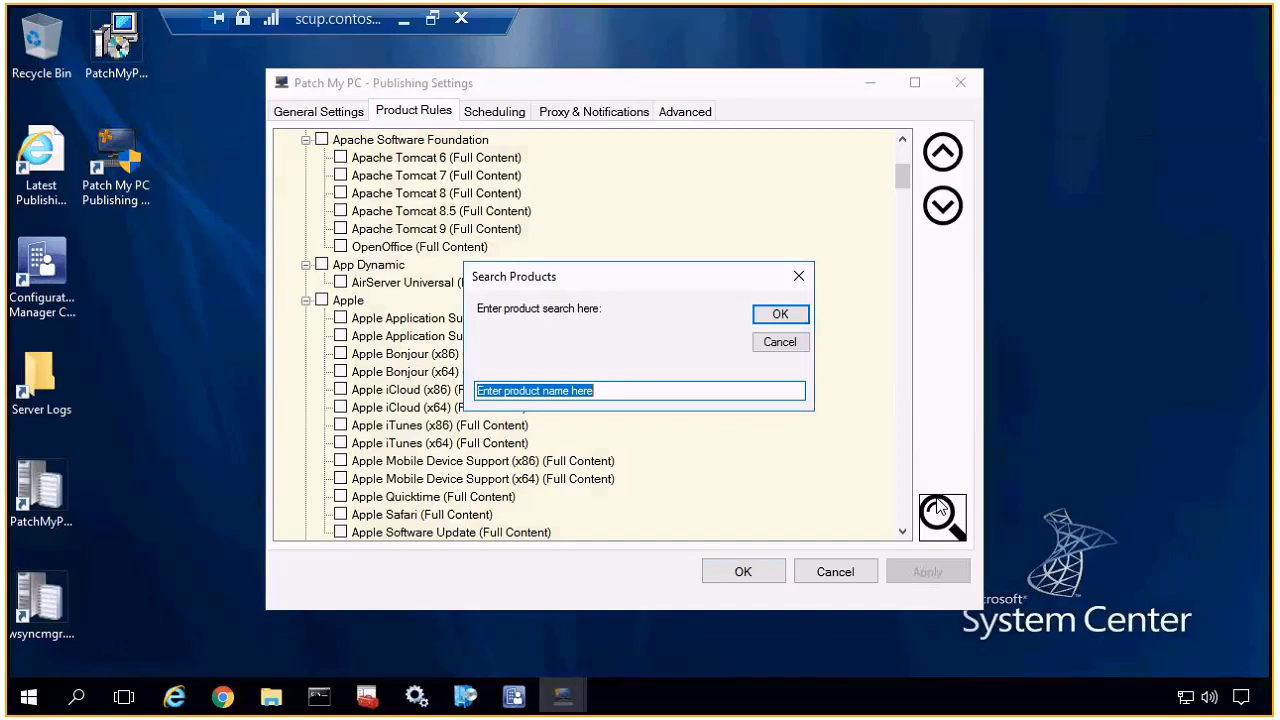 scup.contos...
Recycle Bin
PatchMyP...
Latest
Publishi...
Patch My PC
Publishing ...
Configurat...
Manager C...
Server Logs
PatchMyP...
wsyncmgr....
Patch My PC - Publishing Settings
General Settings
Product Rules
Scheduling
Proxy & Notifications
Advanced
Apache Software Foundation
Apache Tomcat 6 (Full Content)
Apache Tomcat 7 (Full Content)
Apache Tomcat 8 (Full Content)
Apache Tomcat 8.5 (Full Content)
Apache Tomcat 9 (Full Content)
OpenOffice (Full Content)
App Dynamic
AirServer Universal (
Apple
Apple Application Su
Apple Application Su
Apple Bonjour (x86)
Apple Bonjour (x64)
Apple iCloud (x86) (F
Apple iCloud (x64) (F
Apple iTunes (x86) (Full Content)
Apple iTunes (x64) (Full Content)
Apple Mobile Device Support (x86) (Full Content)
Apple Mobile Device Support (x64) (Full Content)
Apple Quicktime (Full Content)
Apple Safari (Full Content)
Apple Software Update (Full Content)
Search Products
Enter product search here:
OK
Cancel
Enter product name here
OK
Cancel
Apply
crosoft®
System Center